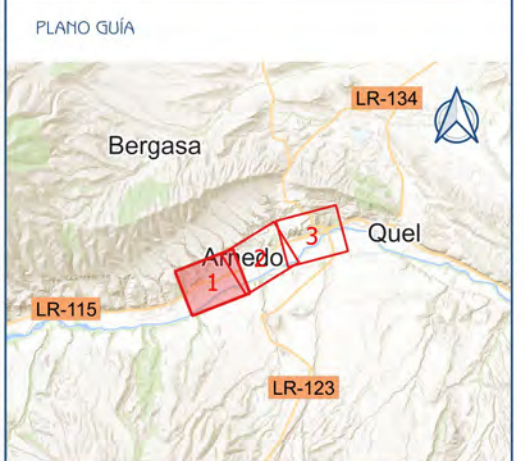 PLANO GUÍA
LR-134
Bergasa
Quel
3
Arnedo
2
1
LR-115
LR-123